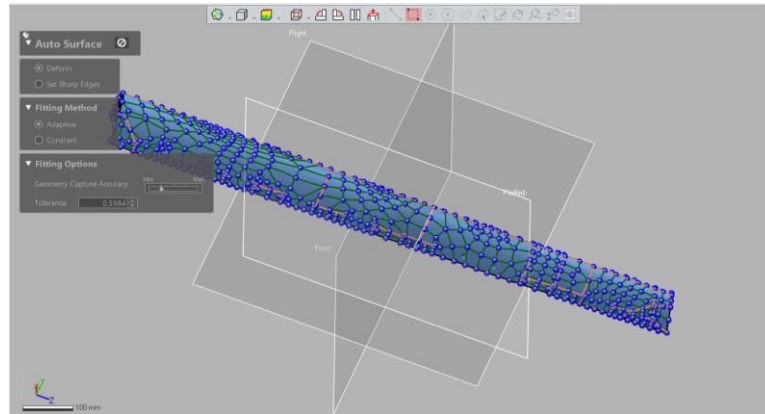 Right
Auto Surface
Deform
Set Sharp Edges
Fitting Method
Adaptive
Constant
Fitting Options
Geometry Capture Accuracy
Tolerance
0.5964
Front
100 mm